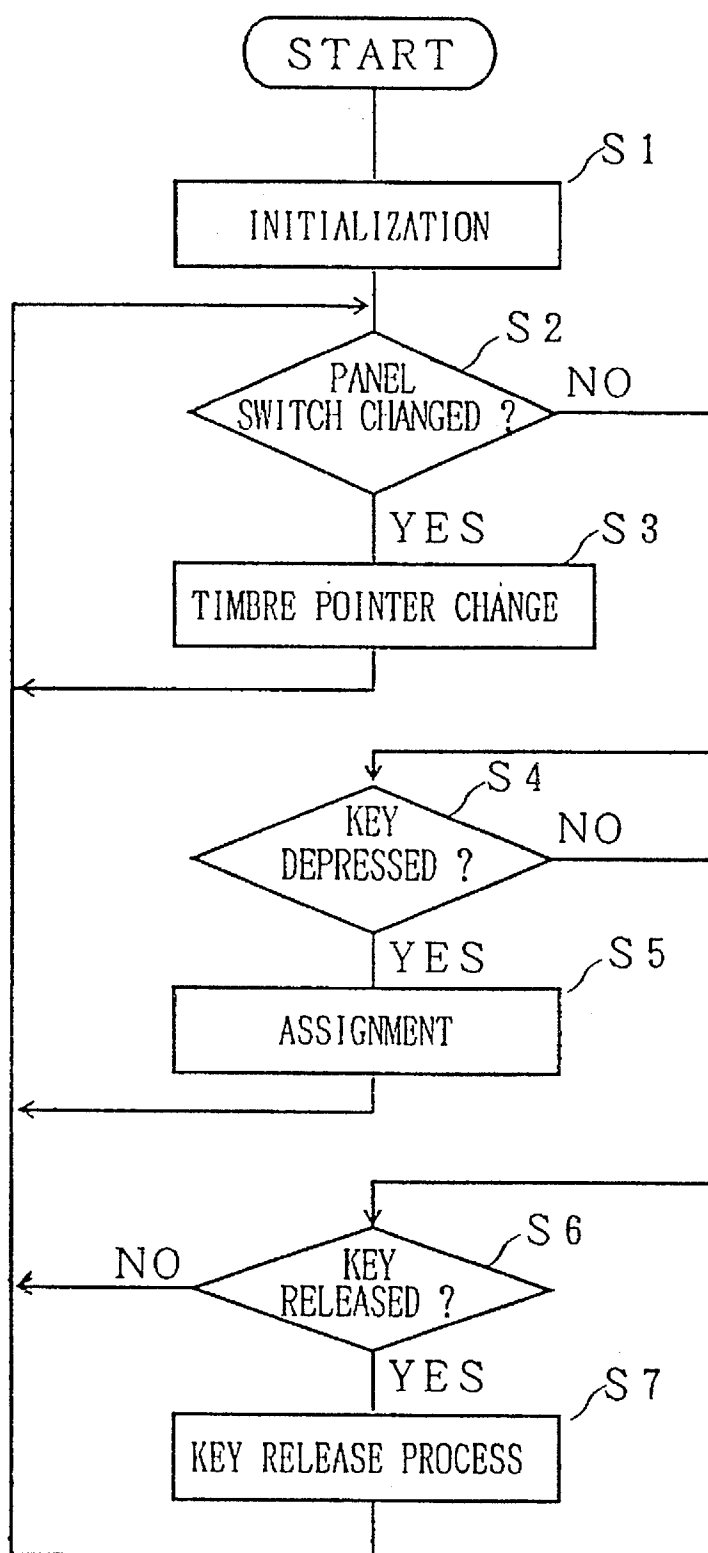 START
S1
INITIALIZATION
S2
PANEL
SWITCH CHANGED ?
NO
YES
S3
TIMBRE POINTER CHANGE
S4
KEY
DEPRESSED ?
NO
YES
S5
ASSIGNMENT
S6
NO
KEY
RELEASED ?
YES
S7
KEY RELEASE PROCESS